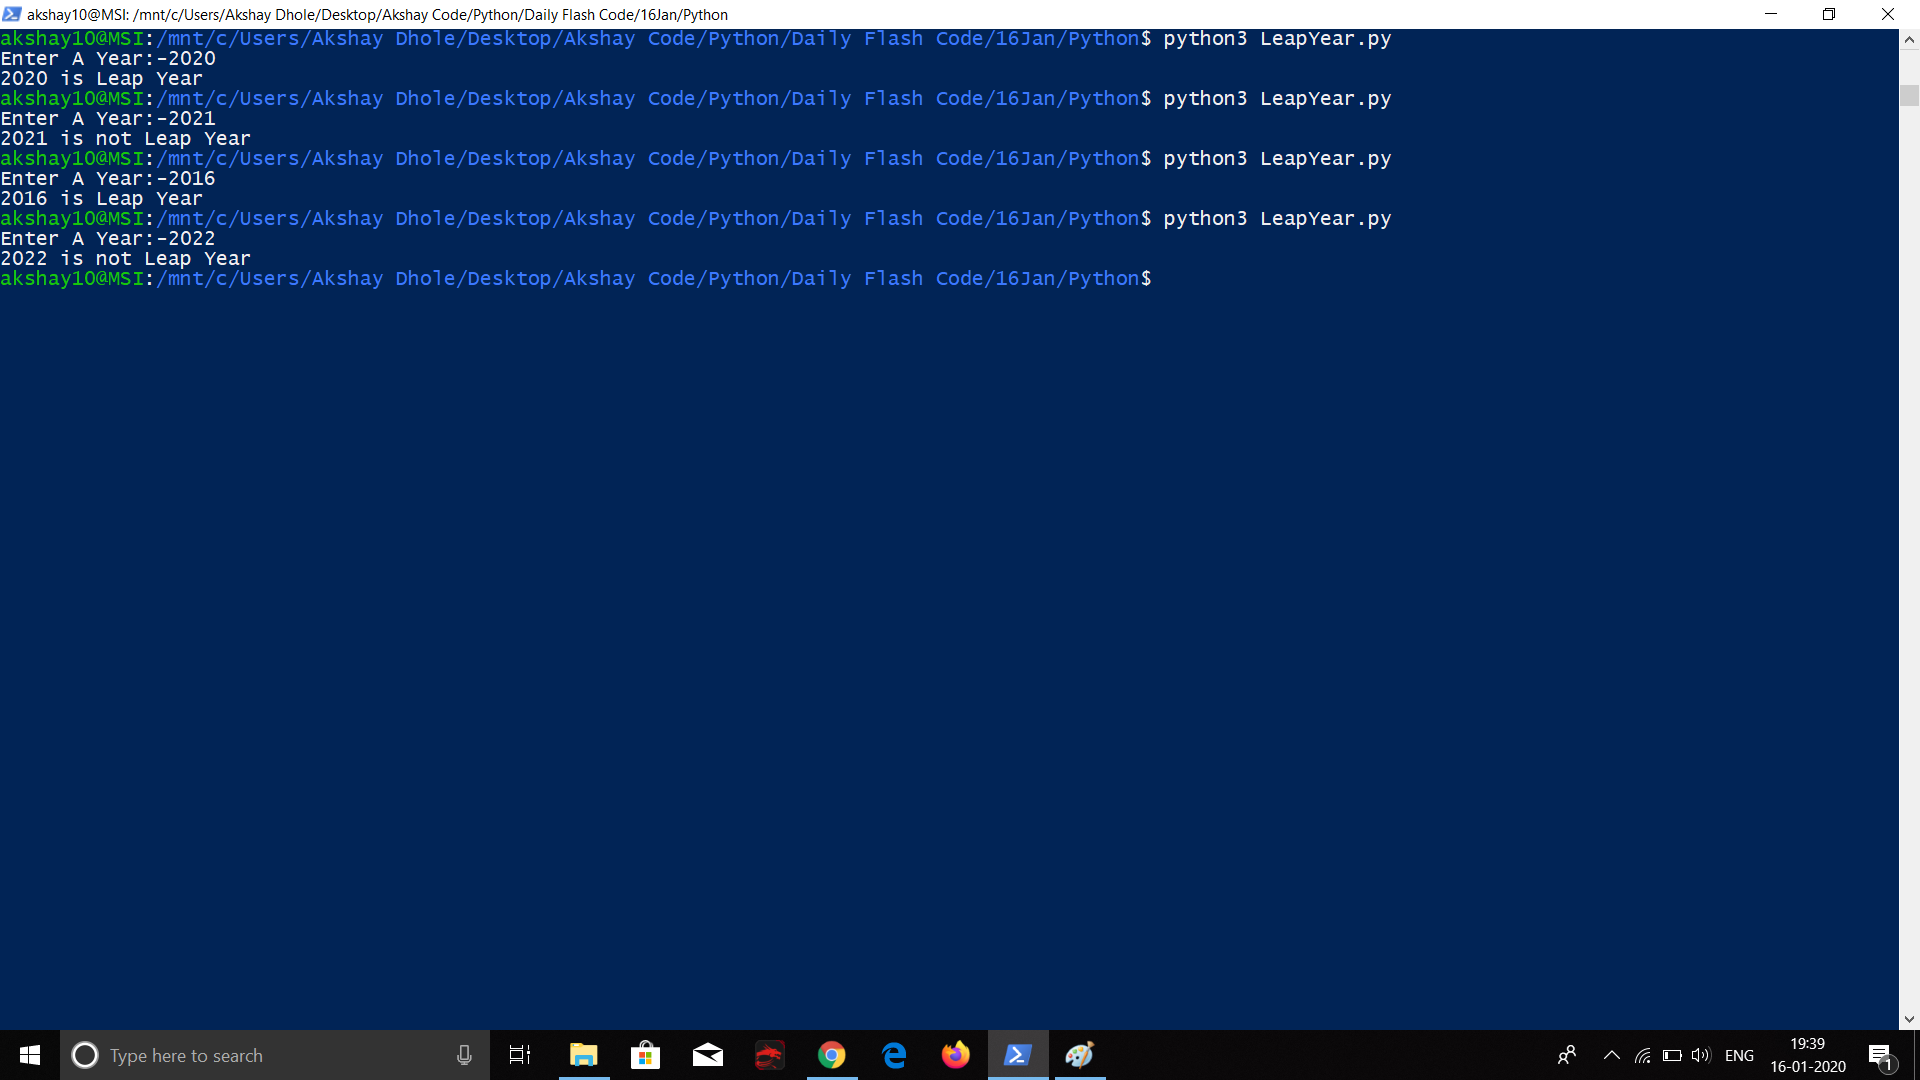 akshay10@MSI: /mnt/c/Users/Akshay Dhole/Desktop/Akshay Code/Python/Daily Flash Code/16Jan/Python
akshay10@MSI:/mnt/c/Users/Akshay Dhole/Desktop/Akshay Code/Python/Daily Flash Code/16Jan/Python$ python3 LeapYear.py
Enter A Year:-2020
2020 is Leap Year
akshay10@MSI:/mnt/c/Users/Akshay Dhole/Desktop/Akshay Code/Python/Daily Flash Code/16Jan/Python$ python3 LeapYear.py
Enter A Year:-2021
2021 is not Leap Year
akshay10@MSI:/mnt/c/Users/Akshay Dhole/Desktop/Akshay Code/Python/Daily Flash Code/16Jan/Python$ python3 LeapYear.py
Enter A Year:-2016
2016 is Leap Year
akshay10@MSI:/mnt/c/Users/Akshay Dhole/Desktop/Akshay Code/Python/Daily Flash Code/16Jan/Python$ python3 LeapYear.py
Enter A Year:-2022
2022 is not Leap Year
akshay10@MSI:/mnt/c/Users/Akshay Dhole/Desktop/Akshay Code/Python/Daily Flash Code/16Jan/Python$
Type here to search
ENG
19:39
16-01-2020
1